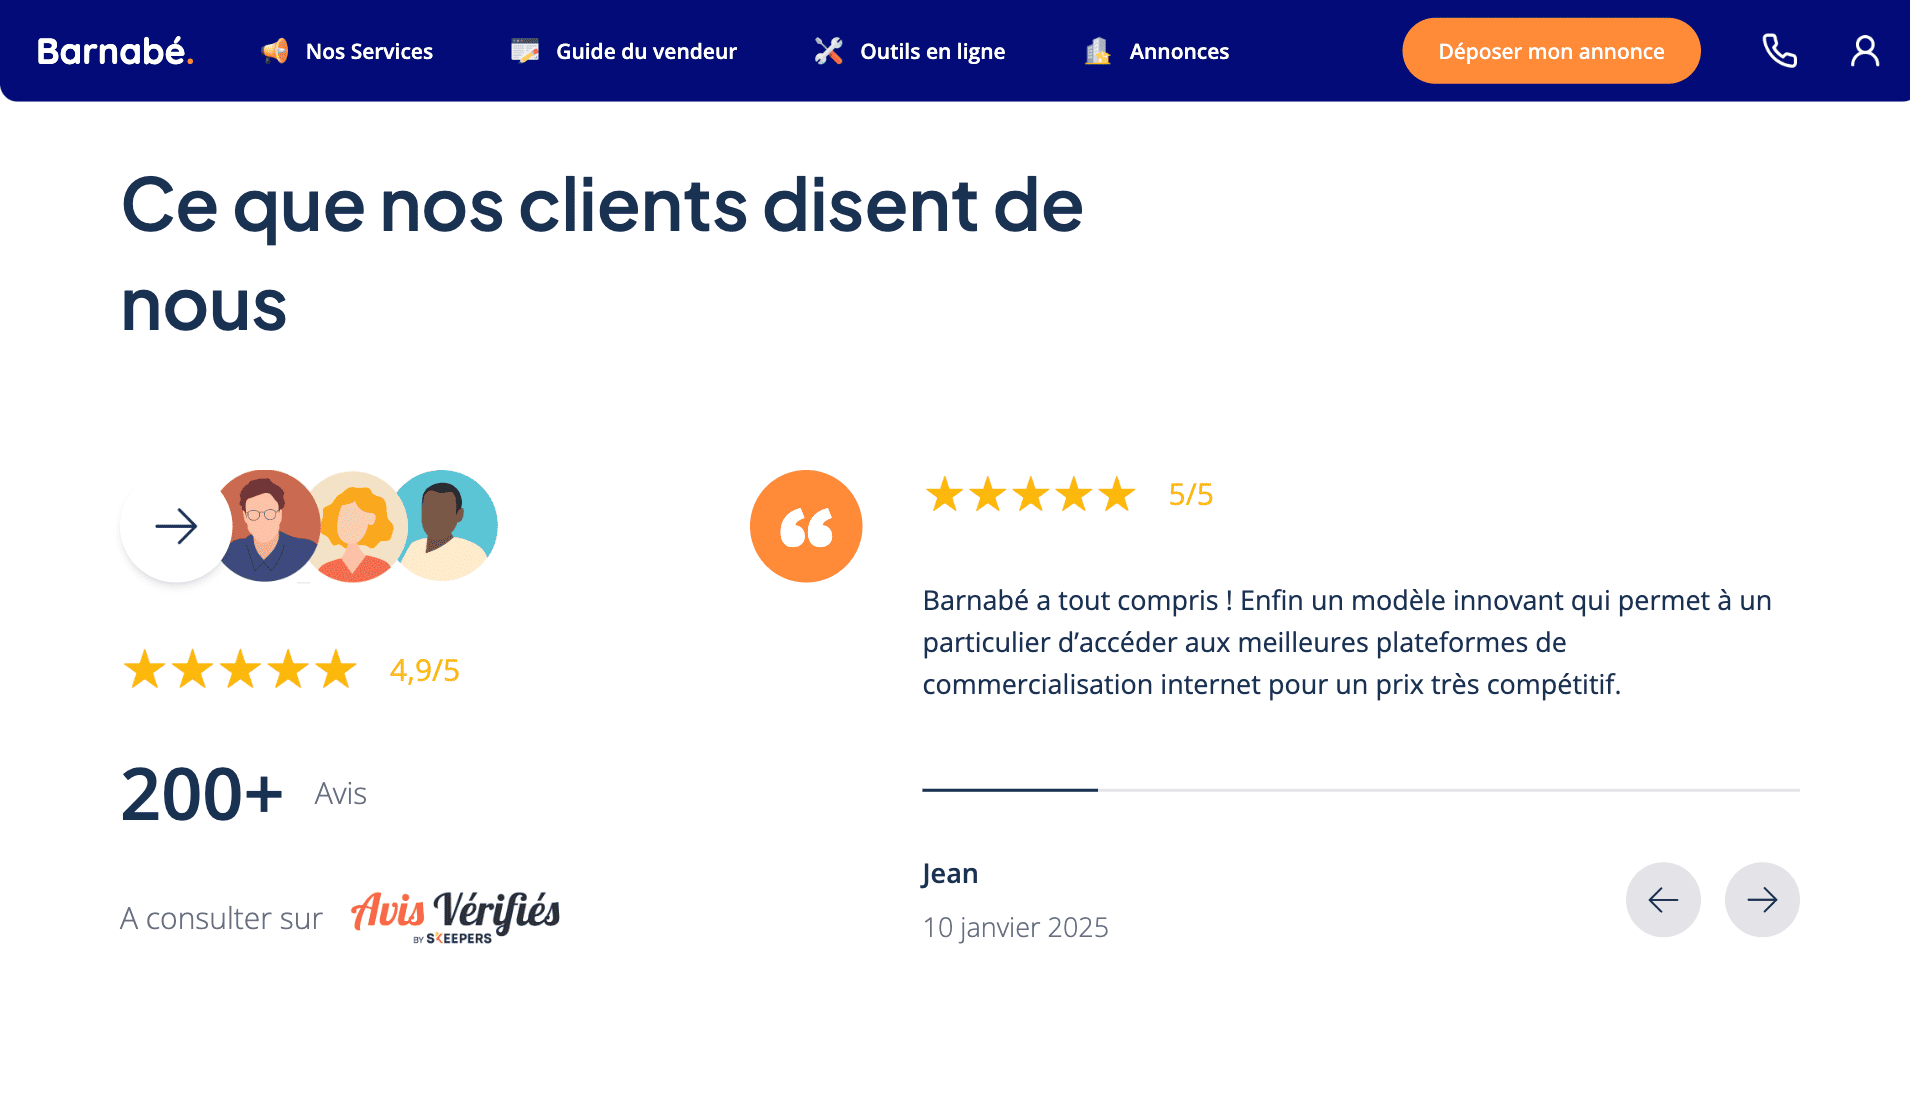 Barnabé.
Nos Services
Guide du vendeur
Outils en ligne
Annonces
Déposer mon annonce
Ce que nos clients disent de
nous
4,9/5
200+ Avis
A consulter sur Avis Vérifiés
BY SKEEPERS
5/5
Barnabé a tout compris ! Enfin un modèle innovant qui permet à un
particulier d’accéder aux meilleures plateformes de
commercialisation internet pour un prix très compétitif.
Jean
10 janvier 2025